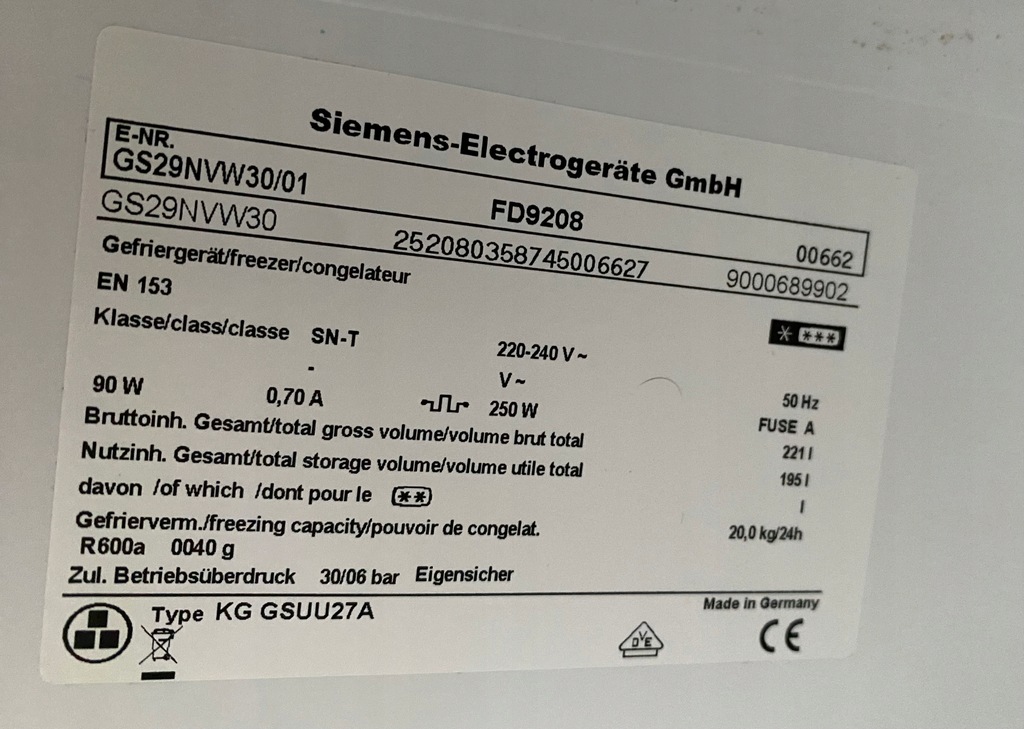 Siemens-Electrogeräte GmbH
E-NR.
GS29NVW30/01
FD9208
00662
GS29NVW30
252080358745006627
9000689902
Gefriergerät/freezer/congelateur
EN 153
***
Klasse/class/classe SN-T
220-240 V ~
50 Hz
-
V ~
FUSE A
90 W
0,70 A
250 W
Bruttoinh. Gesamt/total gross volume/volume brut total 221 l
Nutzinh. Gesamt/total storage volume/volume utile total 195 l
davon /of which /dont pour le ** l
Gefrierverm./freezing capacity/pouvoir de congelat. 20,0 kg/24h
R600a 0040 g
Zul. Betriebsüberdruck 30/06 bar Eigensicher
Type KG GSUU27A
Made in Germany
DVE
CE